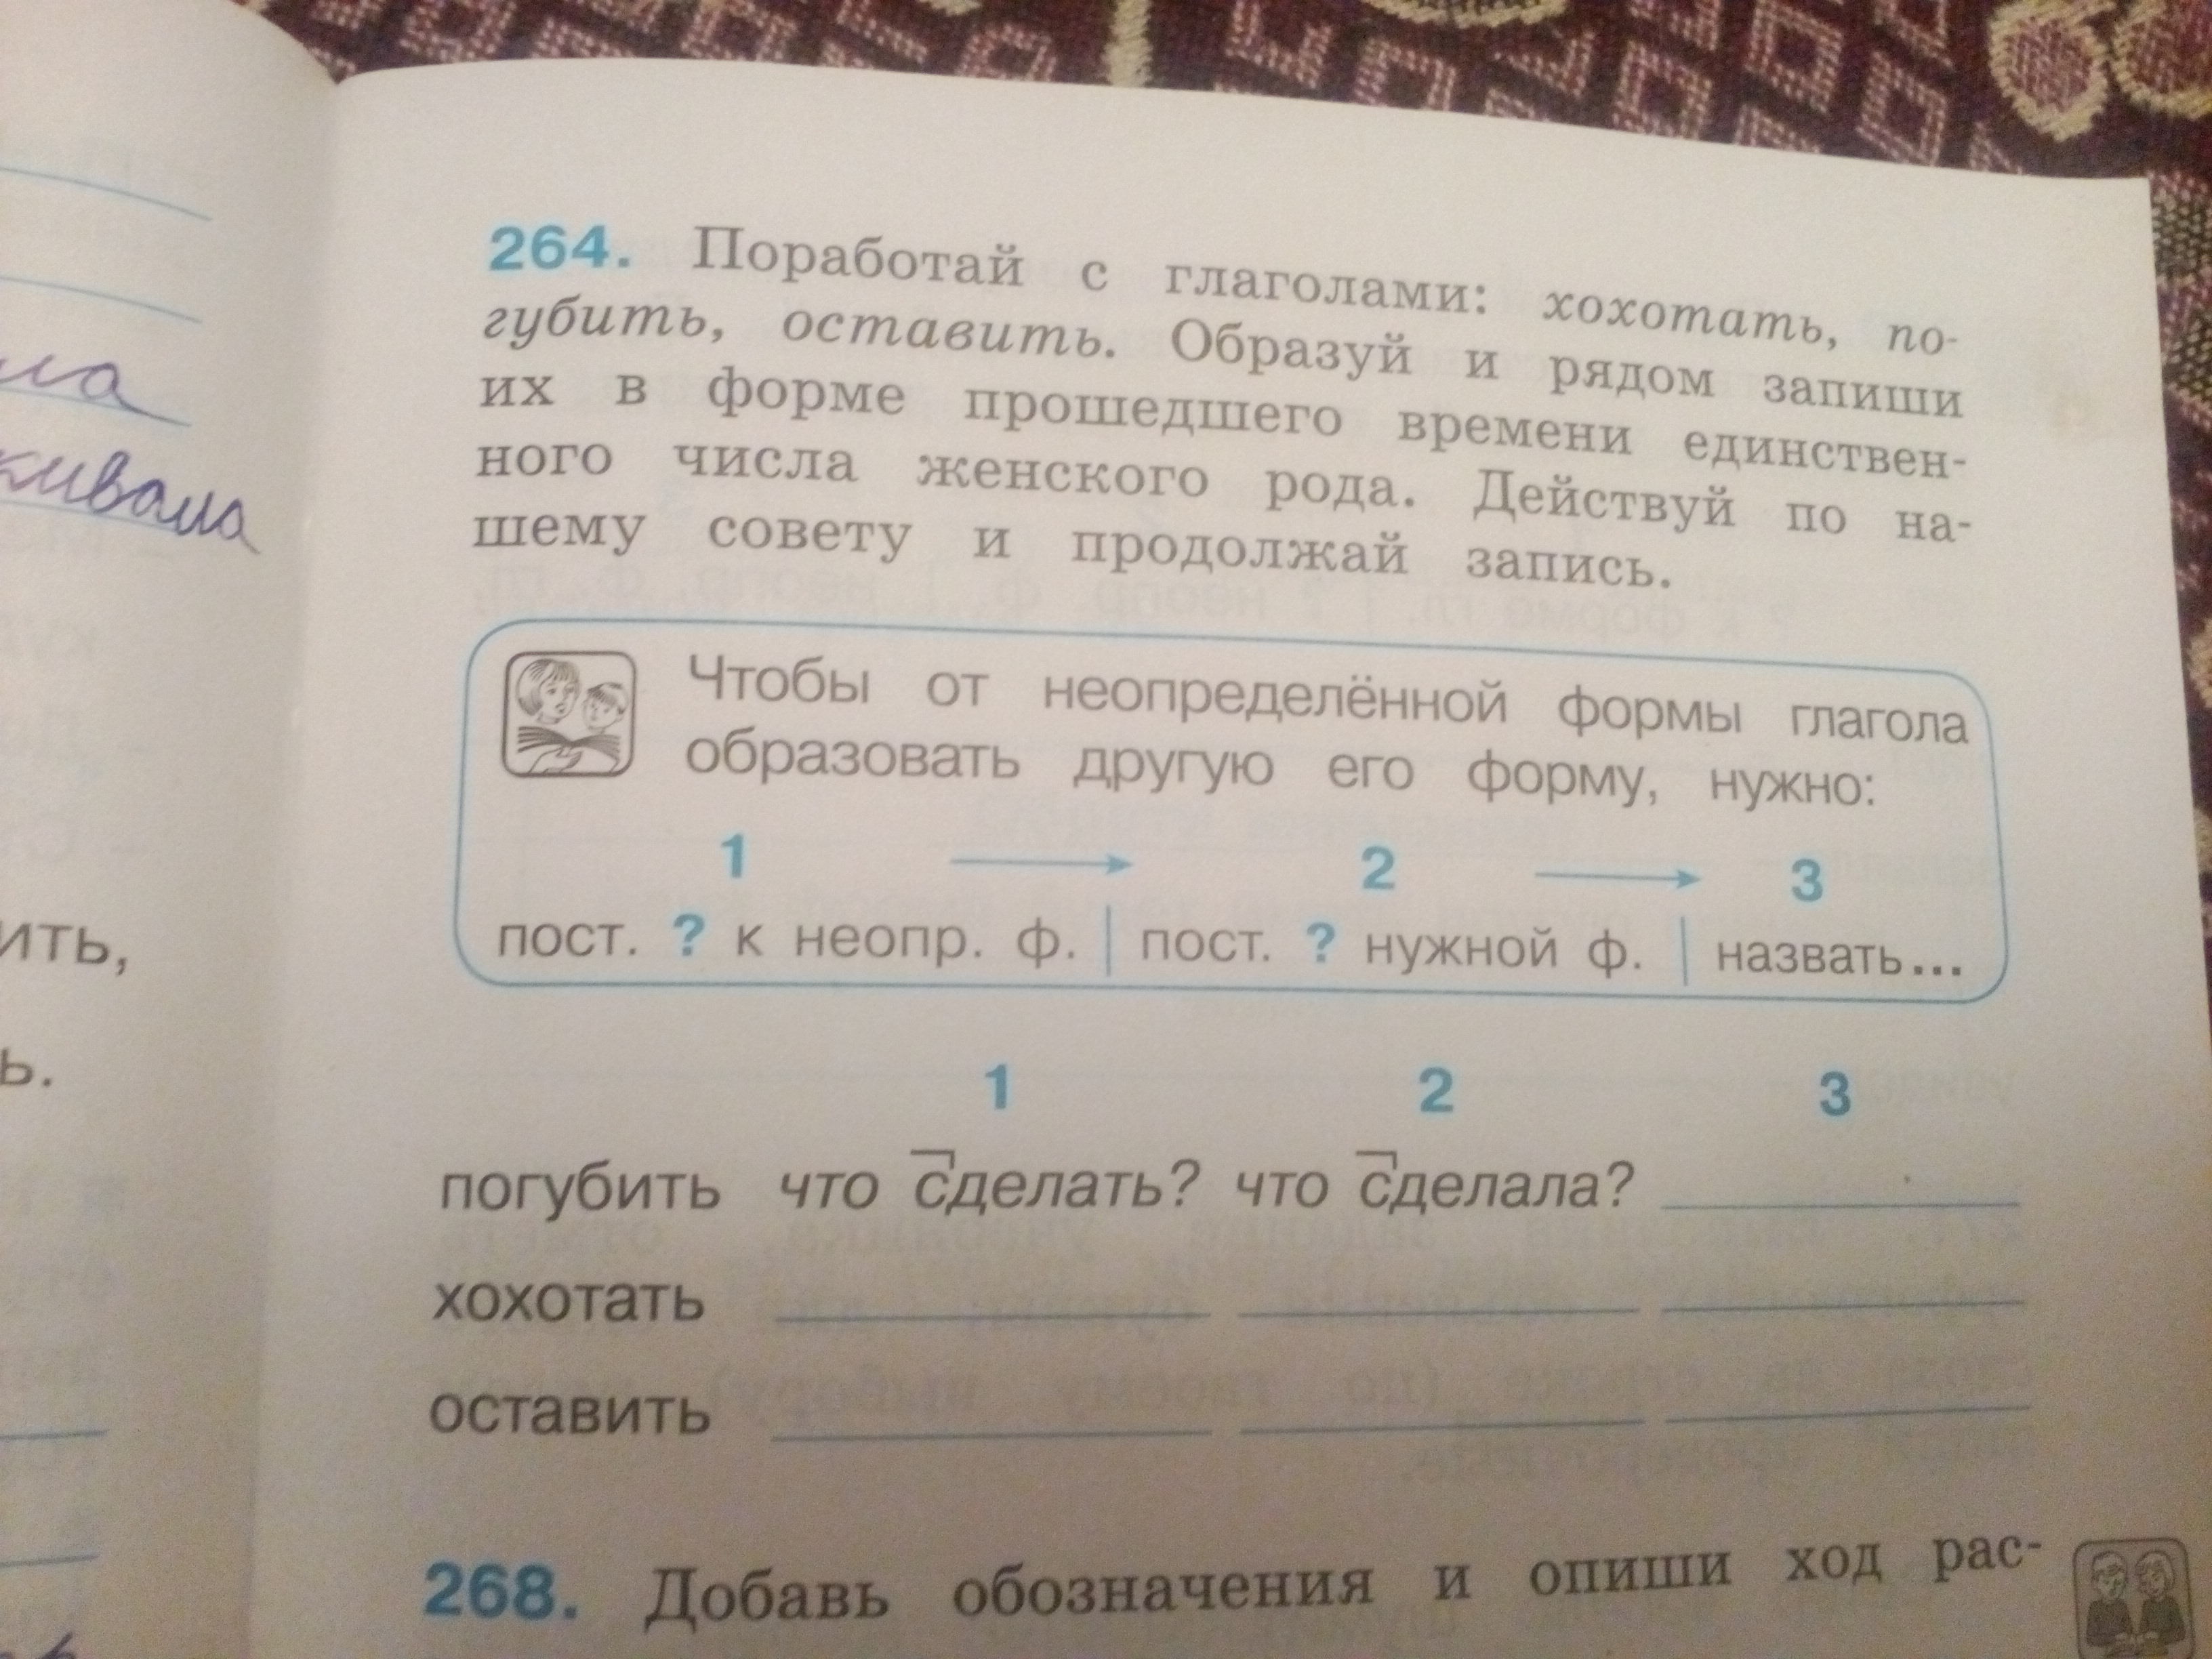 ла
живала
ить,
ь.
264. Поработай с глаголами: хохотать, по-
губить, оставить. Образуй и рядом запиши
их в форме прошедшего времени единствен-
ного числа женского рода. Действуй по на-
шему совету и продолжай запись.
Чтобы от неопределённой формы глагола
образовать другую его форму, нужно:
1 → 2 → 3
пост. ? к неопр. ф. | пост. ? нужной ф. | назвать...
1 2 3
погубить что сделать? что сделала?
хохотать
оставить
268. Добавь обозначения и опиши ход рас-